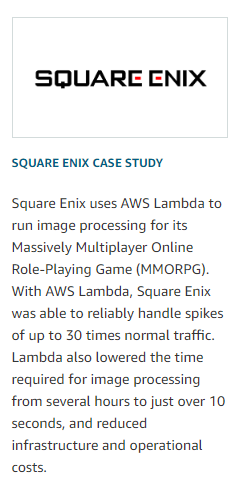 SQUARE ENIX
SQUARE ENIX CASE STUDY
Square Enix uses AWS Lambda to
run image processing for its
Massively Multiplayer Online
Role-Playing Game (MMORPG).
With AWS Lambda, Square Enix
was able to reliably handle spikes
of up to 30 times normal traffic.
Lambda also lowered the time
required for image processing
from several hours to just over 10
seconds, and reduced
infrastructure and operational
costs.